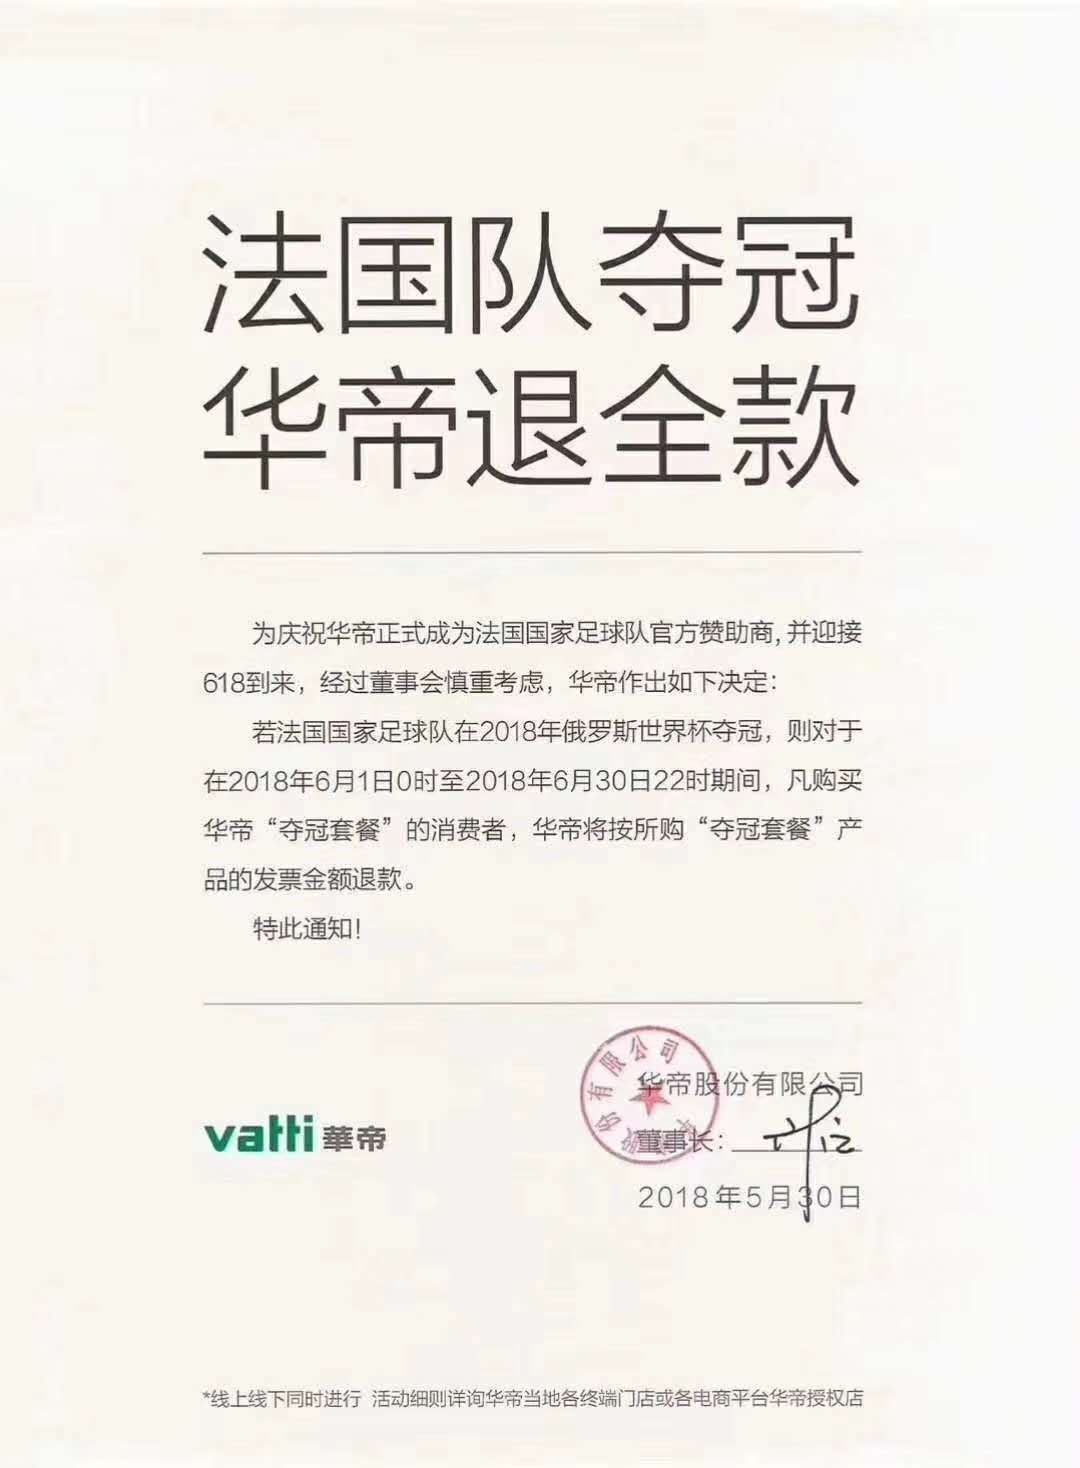 法国队夺冠
华帝退全款
为庆祝华帝正式成为法国国家足球队官方赞助商，并迎接
618到来，经过董事会慎重考虑，华帝作出如下决定：
若法国国家足球队在2018年俄罗斯世界杯夺冠，则对于
在2018年6月1日0时至2018年6月30日22时期间，凡购买
华帝“夺冠套餐”的消费者，华帝将按所购“夺冠套餐”产
品的发票金额退款。
特此通知！
华帝股份有限公司
vatti 華帝
董事长：
2018年5月30日
股份有限公司
*线上线下同时进行 活动细则详询华帝当地各终端门店或各电商平台华帝授权店